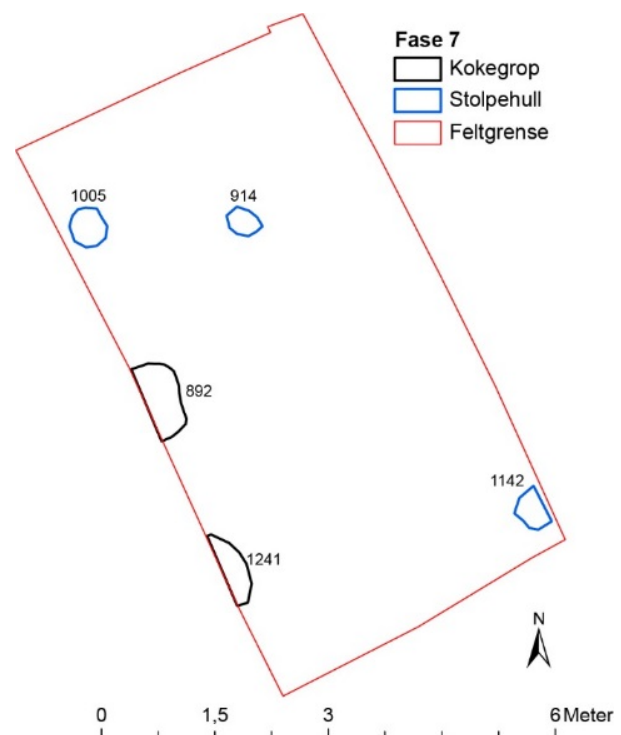 Fase 7
Kokegrop
Stolpehull
Feltgrense
1005
914
892
1142
1241
N
0 1,5 3 6 Meter